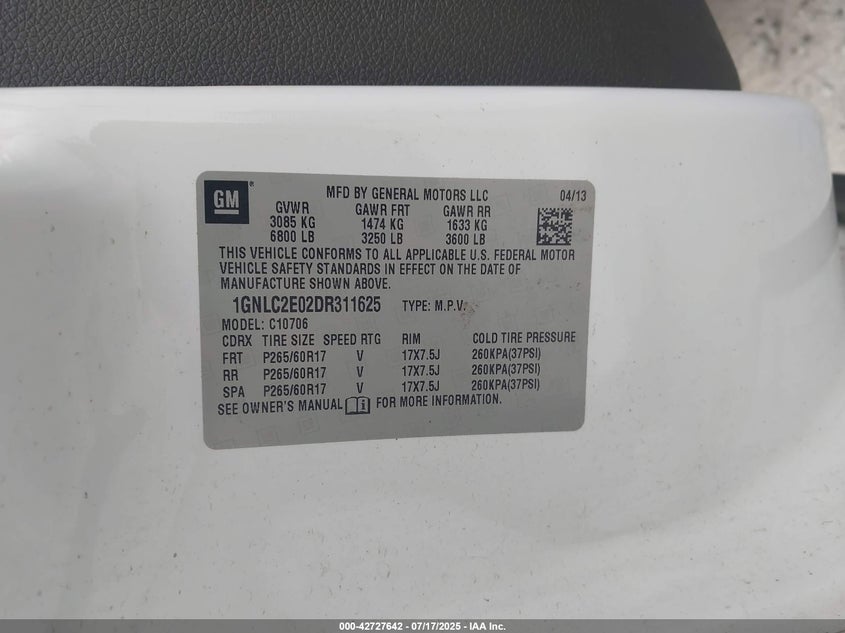 GM ®
MFD BY GENERAL MOTORS LLC 04/13
GVWR GAWR FRT GAWR RR
3085 KG 1474 KG 1633 KG
6800 LB 3250 LB 3600 LB
THIS VEHICLE CONFORMS TO ALL APPLICABLE U.S. FEDERAL MOTOR
VEHICLE SAFETY STANDARDS IN EFFECT ON THE DATE OF
MANUFACTURE SHOWN ABOVE.
1GNLC2E02DR311625 TYPE: M.P.V.
MODEL: C10706
CDRX TIRE SIZE SPEED RTG RIM COLD TIRE PRESSURE
FRT P265/60R17 V 17X7.5J 260KPA(37PSI)
RR P265/60R17 V 17X7.5J 260KPA(37PSI)
SPA P265/60R17 V 17X7.5J 260KPA(37PSI)
SEE OWNER'S MANUAL FOR MORE INFORMATION.
000-42727642 / 07/17/2025 - IAA Inc.